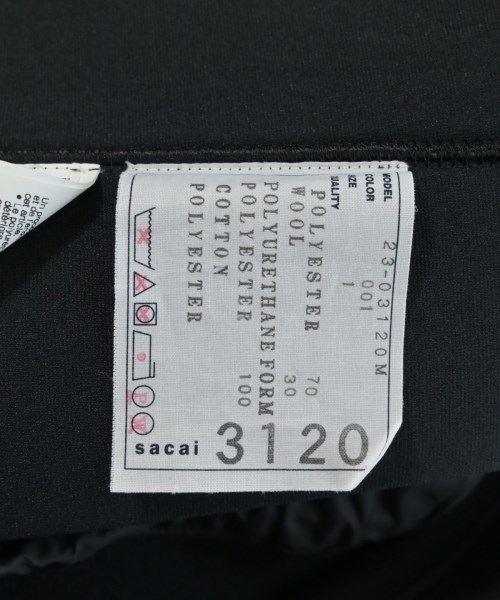 MODEL 23-03120M
COLOR 001
SIZE 1
QUALITY
POLYESTER 70
WOOL 30
POLYURETHANE FORM
POLYESTER 100
COTTON
POLYESTER
P
W
sacai 3120